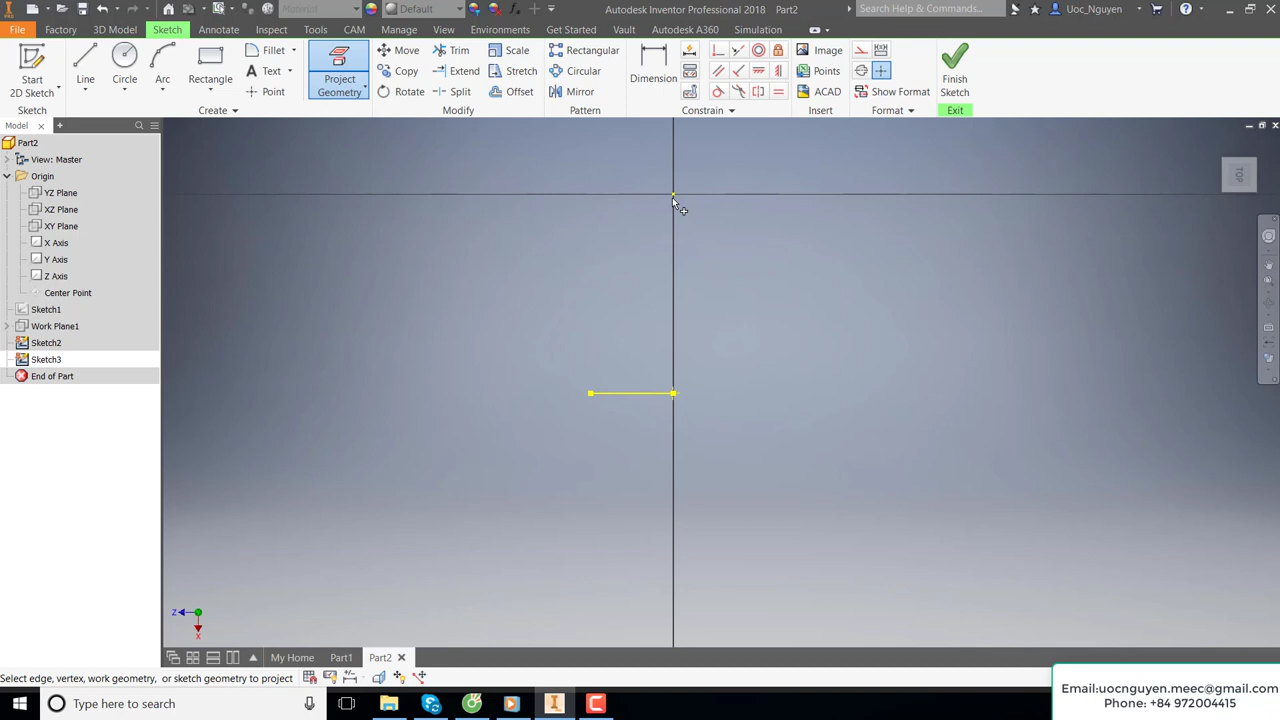 Material
Default
Autodesk Inventor Professional 2018
Part2
Search Help & Commands...
Uoc_Nguyen
File
Factory
3D Model
Sketch
Annotate
Inspect
Tools
CAM
Manage
View
Environments
Get Started
Vault
Autodesk A360
Simulation
Start
2D Sketch
Line
Circle
Arc
Rectangle
Fillet
Text
Point
Project
Geometry
Move
Copy
Rotate
Trim
Extend
Split
Scale
Stretch
Offset
Rectangular
Circular
Mirror
Dimension
Image
Points
ACAD
Show Format
Finish
Sketch
Sketch
Create
Modify
Pattern
Constrain
Insert
Format
Exit
Model
Part2
View: Master
Origin
YZ Plane
XZ Plane
XY Plane
X Axis
Y Axis
Z Axis
Center Point
Sketch1
Work Plane1
Sketch2
Sketch3
End of Part
TOP
Z
X
My Home
Part1
Part2
Select edge, vertex, work geometry, or sketch geometry to project
Type here to search
Email:uocnguyen.meec@gmail.com
Phone: +84 972004415